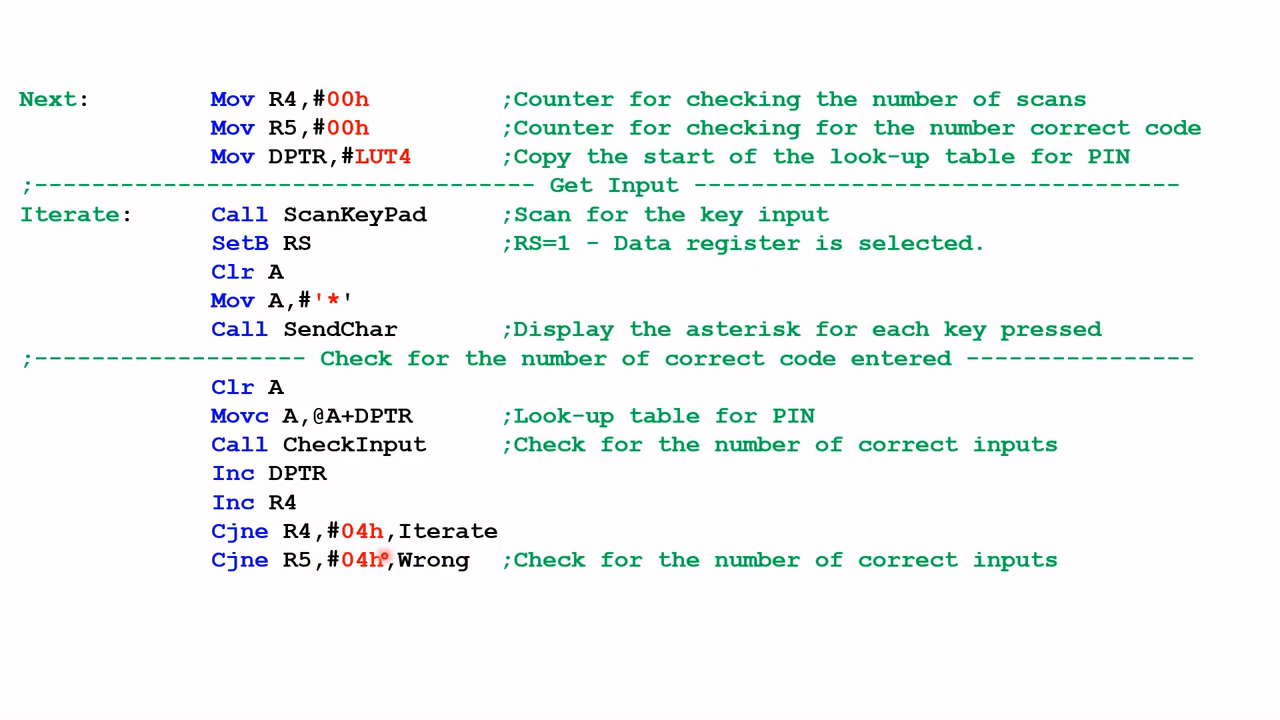 Next: Mov R4,#00h ;Counter for checking the number of scans
Mov R5,#00h ;Counter for checking for the number correct code
Mov DPTR,#LUT4 ;Copy the start of the look-up table for PIN
;----------------------------------- Get Input ----------------------------------
Iterate: Call ScanKeyPad ;Scan for the key input
SetB RS ;RS=1 - Data register is selected.
Clr A
Mov A,#'*'
Call SendChar ;Display the asterisk for each key pressed
;------------------- Check for the number of correct code entered ----------------
Clr A
Movc A,@A+DPTR ;Look-up table for PIN
Call CheckInput ;Check for the number of correct inputs
Inc DPTR
Inc R4
Cjne R4,#04h,Iterate
Cjne R5,#04h,Wrong ;Check for the number of correct inputs